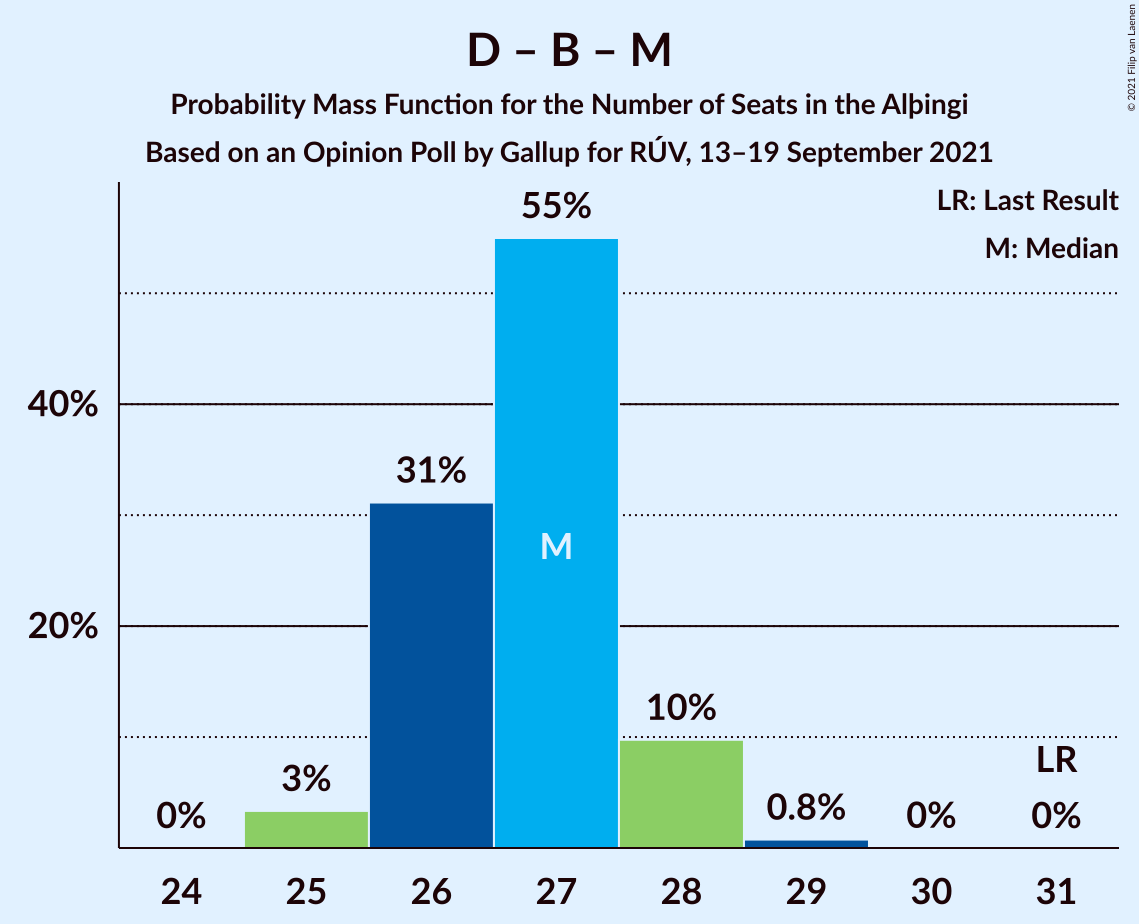 D – B – M
Probability Mass Function for the Number of Seats in the Alþingi
Based on an Opinion Poll by Gallup for RÚV, 13–19 September 2021
© 2021 Filip van Laenen
LR: Last Result
M: Median
55%
40%
31%
M
20%
10%
LR
3%
0%
0.8%
0%
0%
24 25 26 27 28 29 30 31